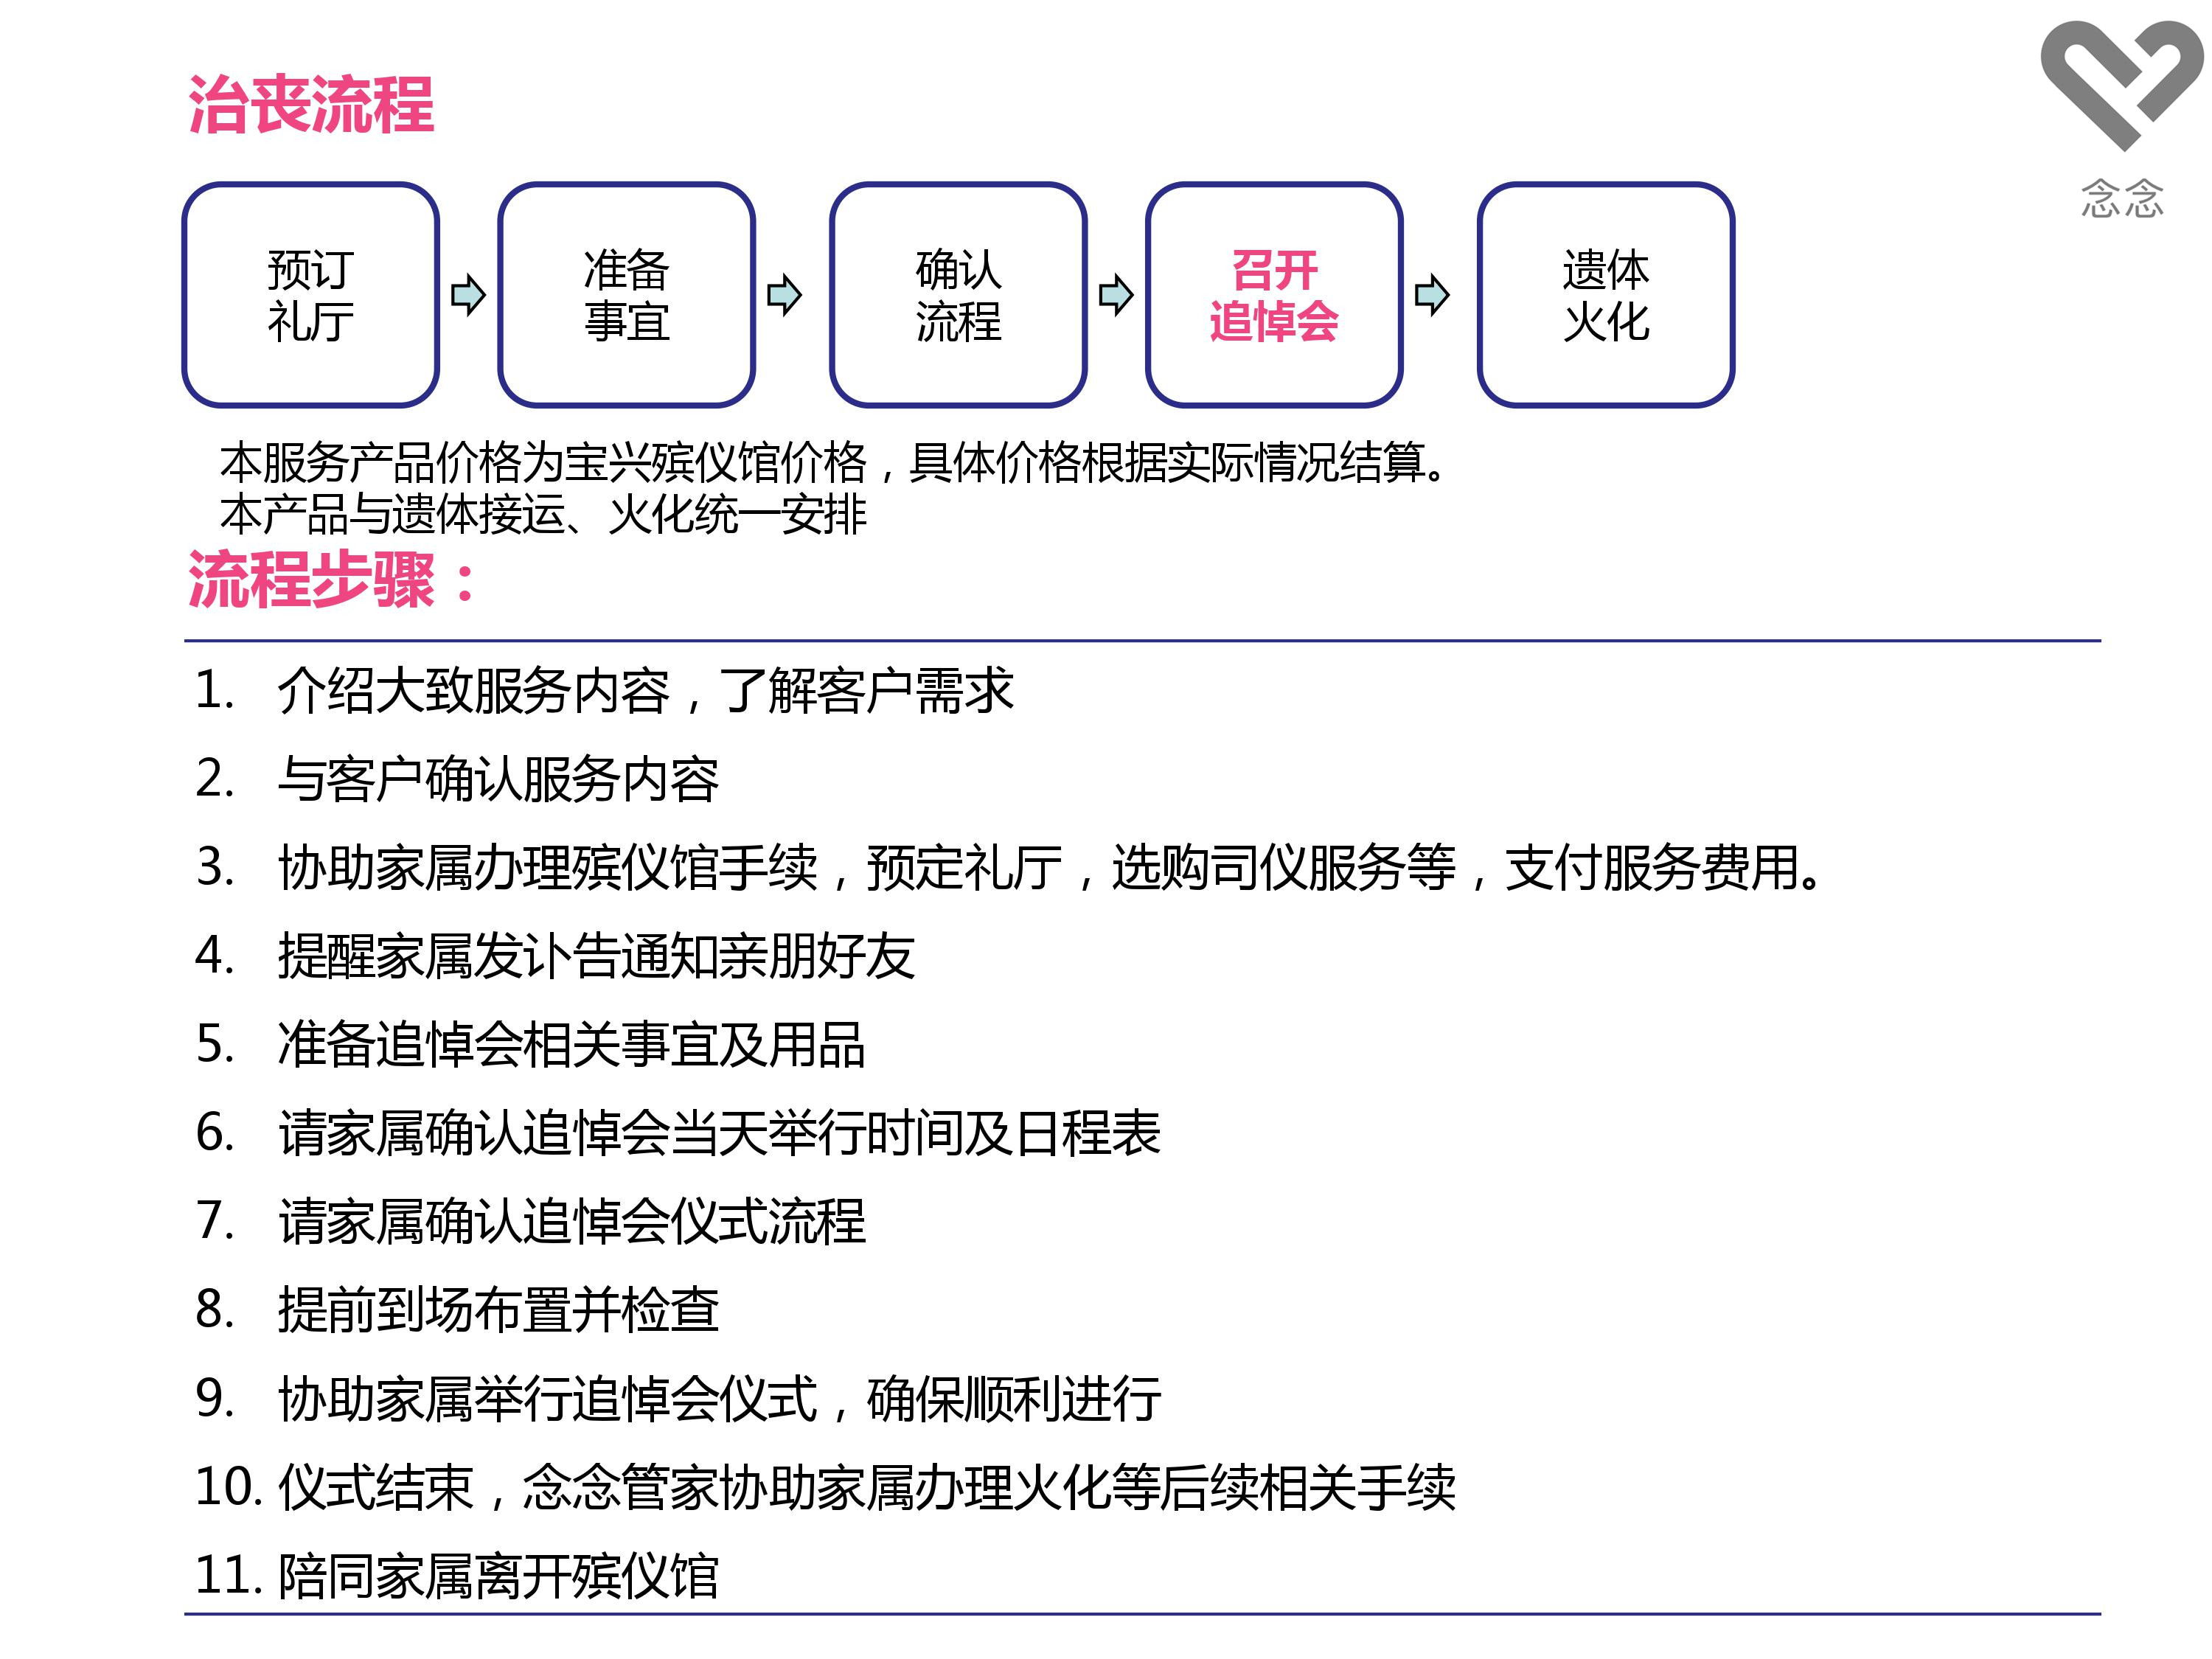 治丧流程
念念
预订
礼厅
准备
事宜
确认
流程
召开
追悼会
遗体
火化
本服务产品价格为宝兴殡仪馆价格，具体价格根据实际情况结算。
本产品与遗体接运、火化统一安排
流程步骤：
1. 介绍大致服务内容，了解客户需求
2. 与客户确认服务内容
3. 协助家属办理殡仪馆手续，预定礼厅，选购司仪服务等，支付服务费用。
4. 提醒家属发讣告通知亲朋好友
5. 准备追悼会相关事宜及用品
6. 请家属确认追悼会当天举行时间及日程表
7. 请家属确认追悼会仪式流程
8. 提前到场布置并检查
9. 协助家属举行追悼会仪式，确保顺利进行
10. 仪式结束，念念管家协助家属办理火化等后续相关手续
11. 陪同家属离开殡仪馆